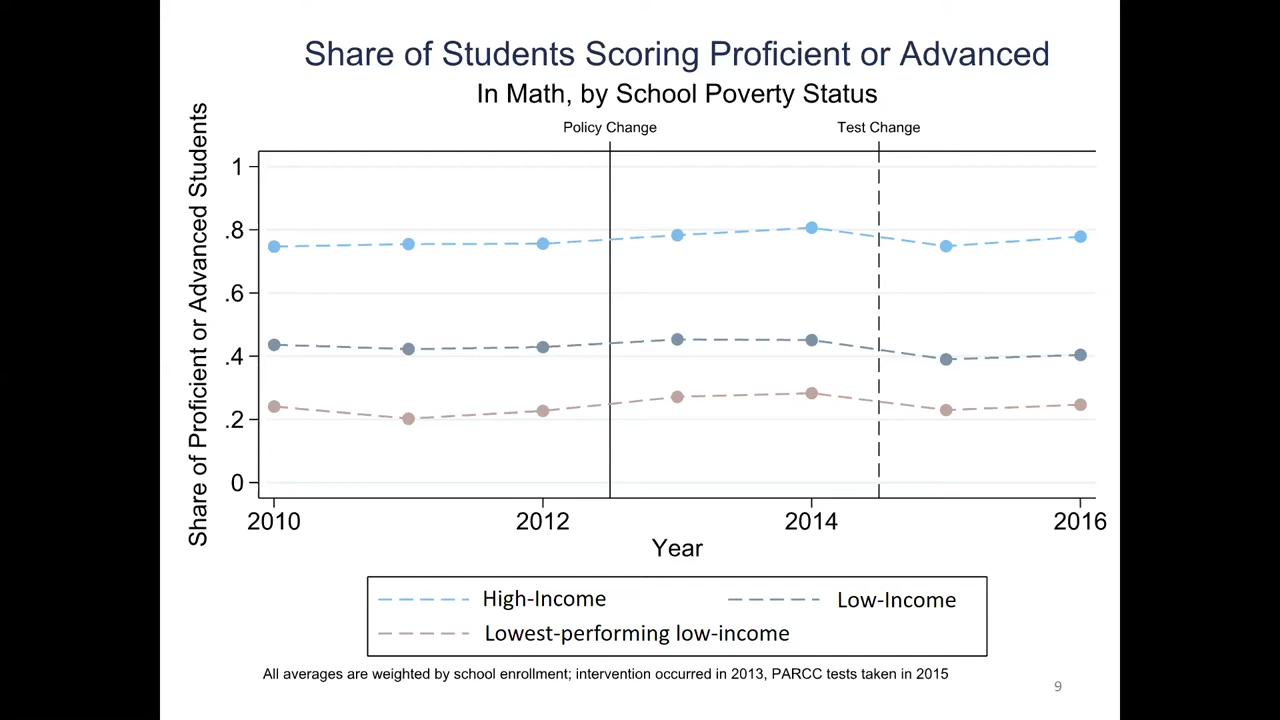 Share of Students Scoring Proficient or Advanced
In Math, by School Poverty Status
Policy Change
Test Change
Share of Proficient or Advanced Students
1
.8
.6
.4
.2
0
2010
2012
2014
2016
Year
High-Income
Low-Income
Lowest-performing low-income
All averages are weighted by school enrollment; intervention occurred in 2013, PARCC tests taken in 2015
9